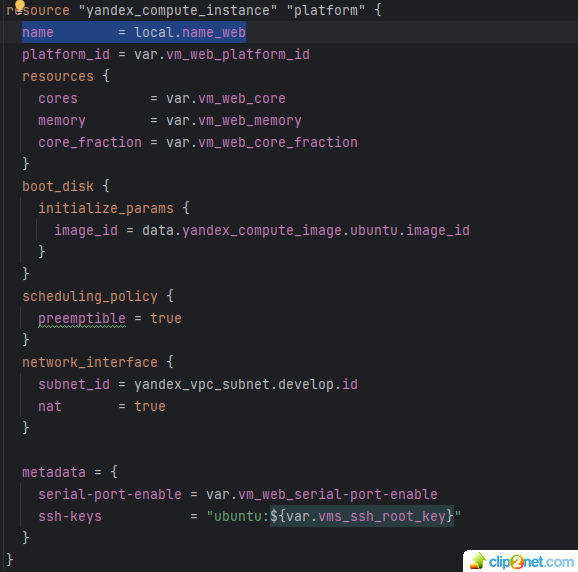 resource "yandex_compute_instance" "platform" {
  name        = local.name_web
  platform_id = var.vm_web_platform_id
  resources {
    cores         = var.vm_web_core
    memory        = var.vm_web_memory
    core_fraction = var.vm_web_core_fraction
  }
  boot_disk {
    initialize_params {
      image_id = data.yandex_compute_image.ubuntu.image_id
    }
  }
  scheduling_policy {
    preemptible = true
  }
  network_interface {
    subnet_id = yandex_vpc_subnet.develop.id
    nat       = true
  }

  metadata = {
    serial-port-enable = var.vm_web_serial-port-enable
    ssh-keys           = "ubuntu:${var.vms_ssh_root_key}"
  }
}
clip2net.com